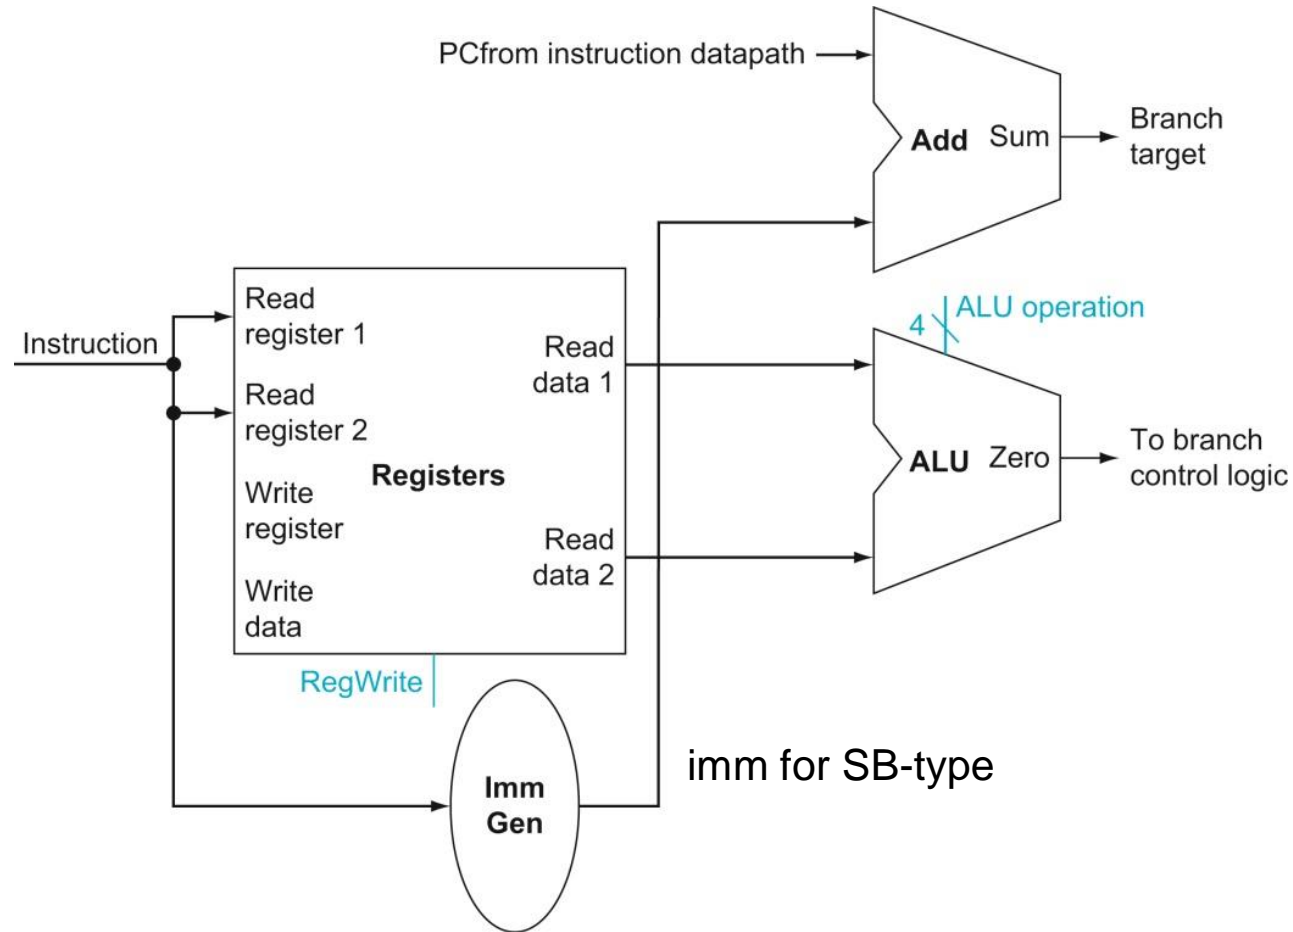 PCfrom instruction datapath
Add Sum
Branch
target
Instruction
Read
register 1
Read
register 2
Write
register
Write
data
Registers
Read
data 1
Read
data 2
RegWrite
4
ALU operation
ALU Zero
To branch
control logic
Imm
Gen
imm for SB-type